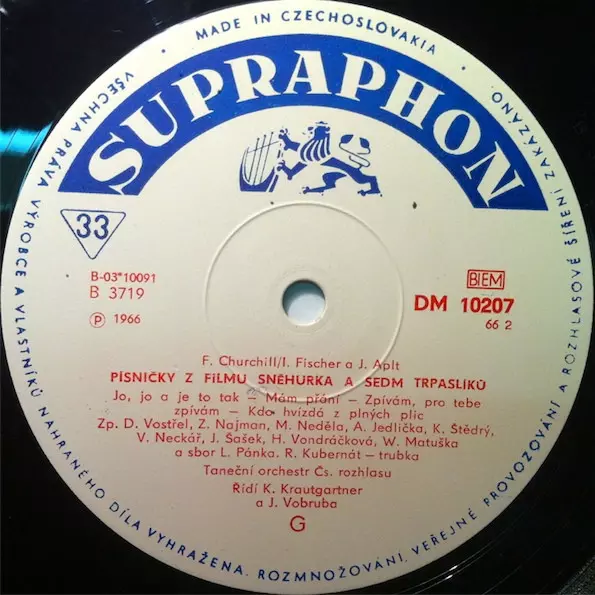 • MADE IN CZECHOSLOVAKIA •
SUPRAPHON
33
B-03*10091
B 3719
℗ 1966
BIEM
DM 10207
66 2
F. Churchill/I. Fischer a J. Aplt
PÍSNIČKY Z FILMU SNĚHURKA A SEDM TRPASLÍKŮ
Jo, jo a je to tak – Mám přání – Zpívám, pro tebe
zpívám – Kdo hvízdá z plných plic
Zp. D. Vostřel, Z. Najman, M. Neděla, A. Jedlička, K. Štědrý,
V. Neckář, J. Sašek, H. Vondráčková, W. Matuška
a sbor L. Pánka. R. Kubernát – trubka
Taneční orchestr Čs. rozhlasu
Řídí K. Krautgartner
a J. Vobruba
G
VŠECHNA PRÁVA VÝROBCE A VLASTNÍKŮ NAHRANÉHO DÍLA VYHRAŽENA. ROZMNOŽOVÁNÍ, VEŘEJNÉ PROVOZOVÁNÍ A ROZHLASOVÉ ŠÍŘENÍ ZAKÁZÁNO